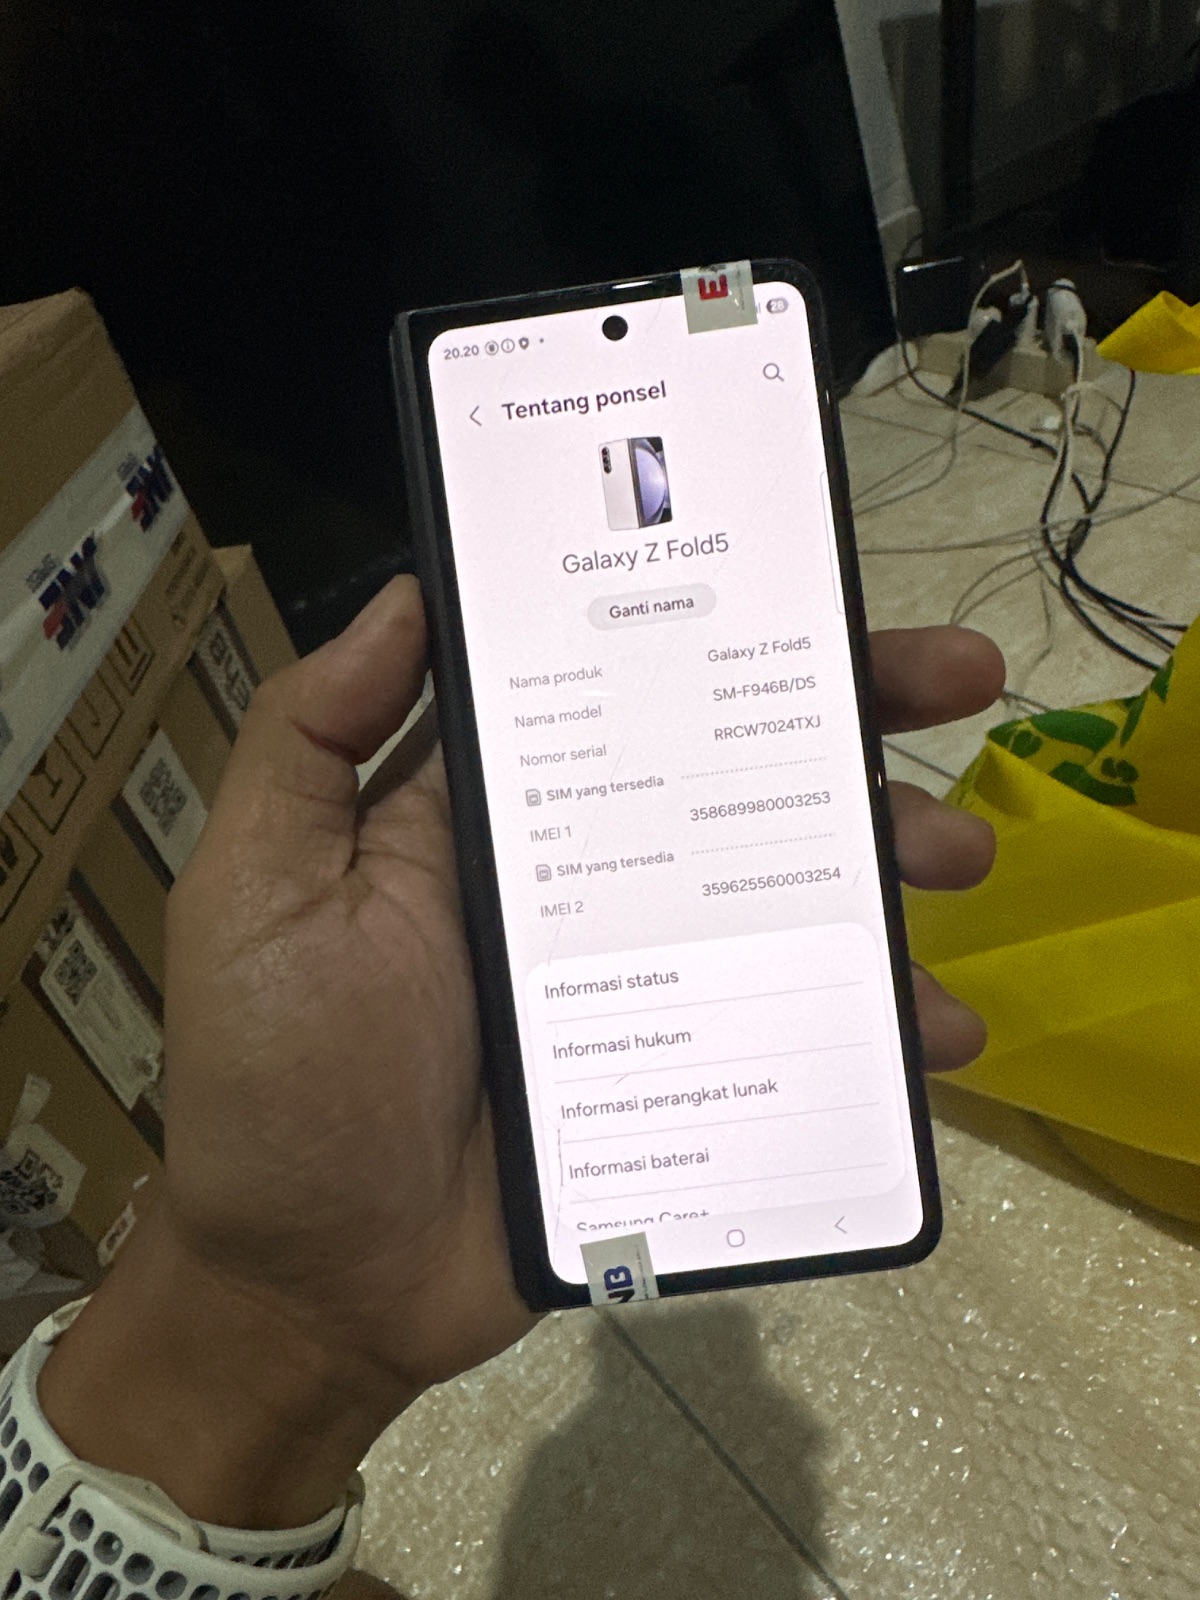 20.20
28
Tentang ponsel
Galaxy Z Fold5
Ganti nama
Nama produk Galaxy Z Fold5
Nama model SM-F946B/DS
Nomor serial RRCW7024TXJ
SIM yang tersedia
IMEI 1 358689980003253
SIM yang tersedia
IMEI 2 359625560003254
Informasi status
Informasi hukum
Informasi perangkat lunak
Informasi baterai
Samsung Care+
JNE
JNE